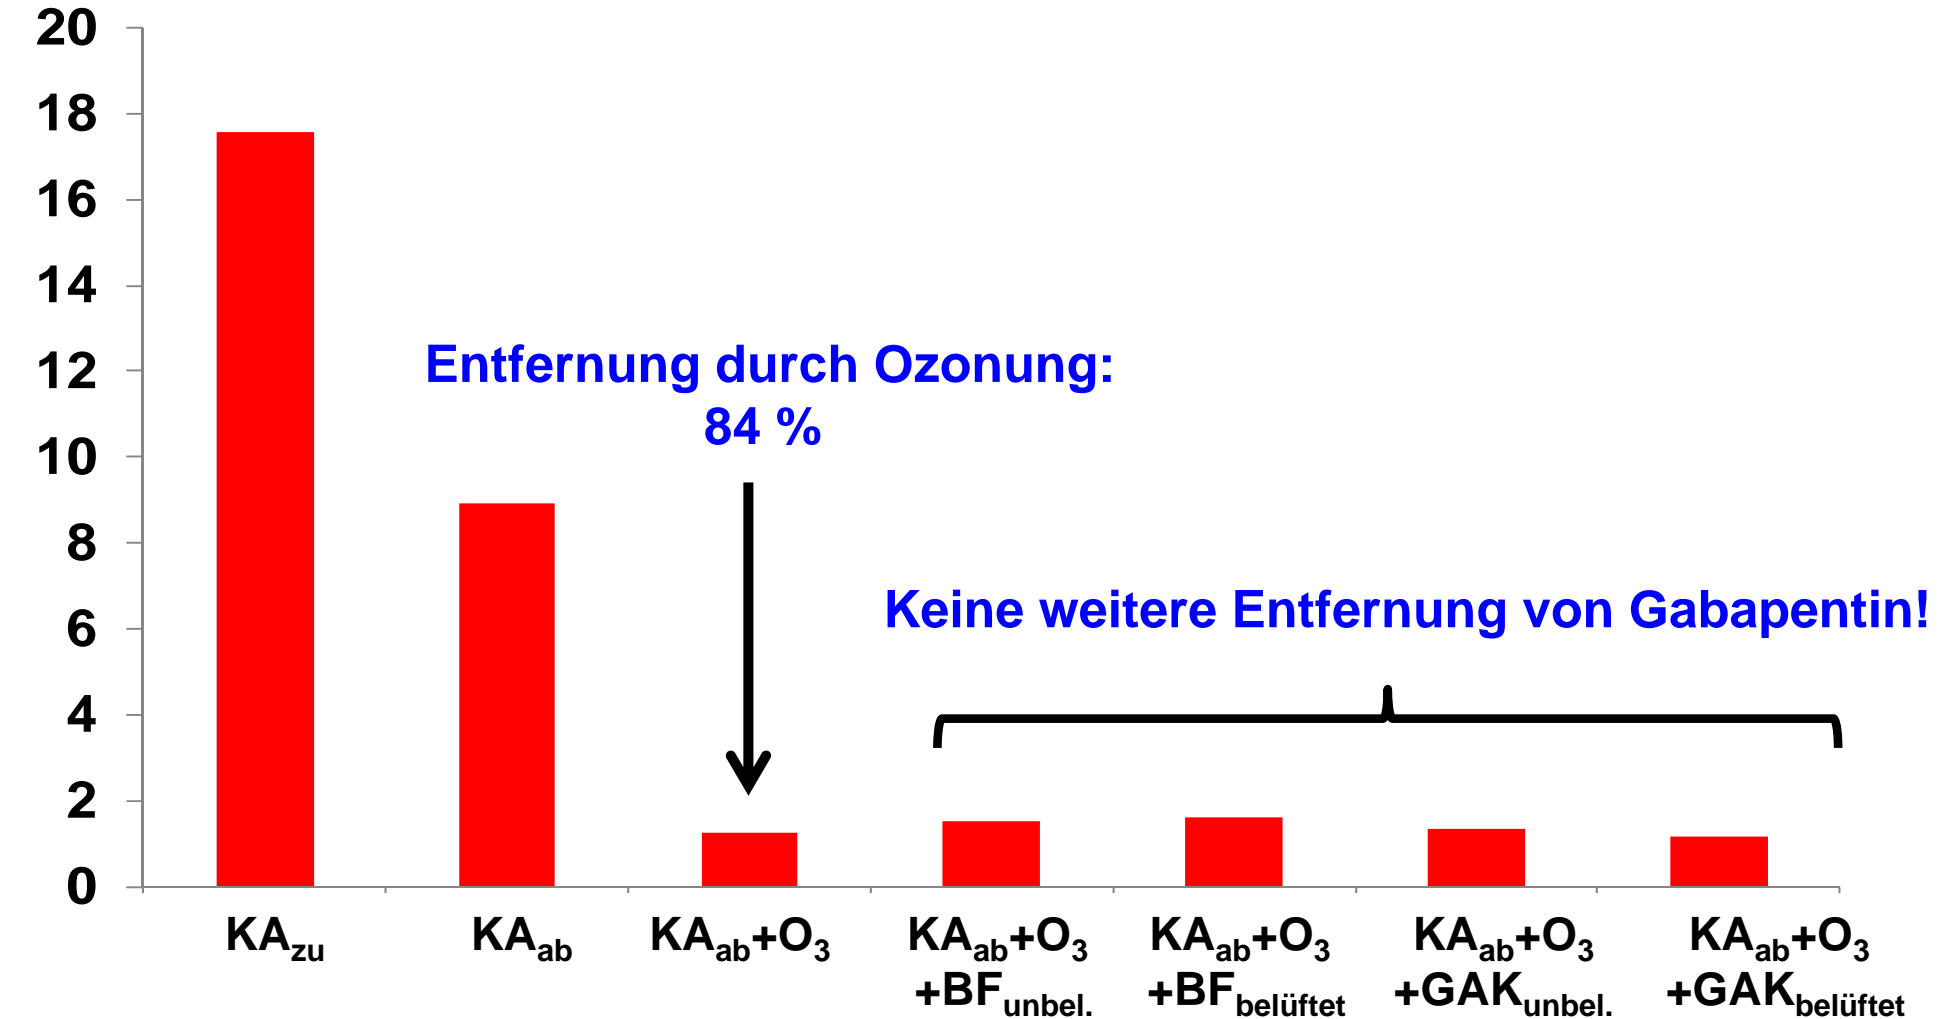 20
18
16
14
12
10
8
6
4
2
0
Entfernung durch Ozonung:
84 %
Keine weitere Entfernung von Gabapentin!
KAzu
KAab
KAab+O3
KAab+O3
+BFunbel.
KAab+O3
+BFbelüftet
KAab+O3
+GAKunbel.
KAab+O3
+GAKbelüftet